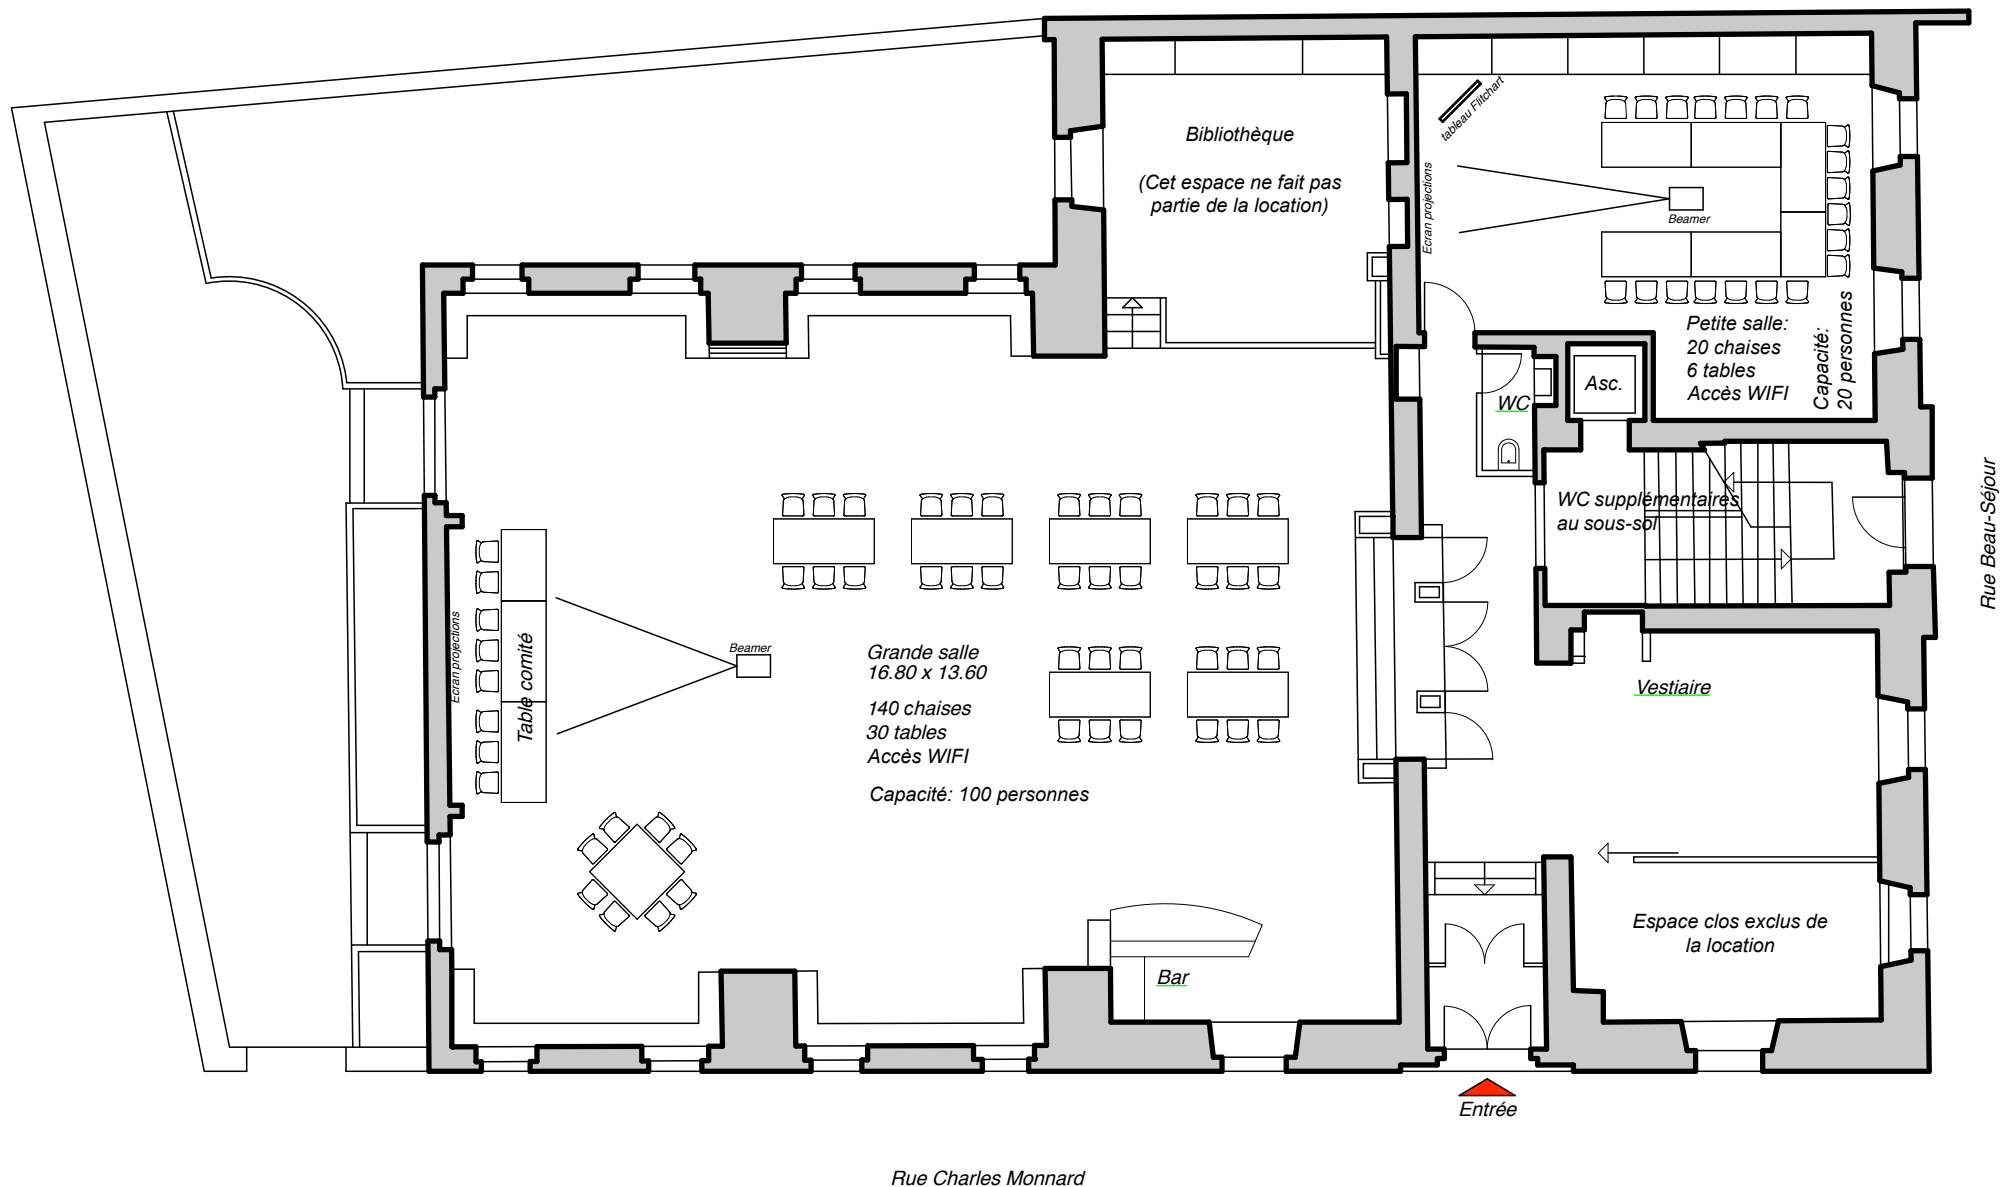 Bibliothèque
(Cet espace ne fait pas
partie de la location)
tableau Flitchart
Ecran projections
Beamer
Petite salle:
20 chaises
6 tables
Accès WIFI
Capacité:
20 personnes
WC
Asc.
WC supplémentaires
au sous-sol
Rue Beau-Séjour
Ecran projections
Table comité
Beamer
Grande salle
16.80 x 13.60
140 chaises
30 tables
Accès WIFI
Capacité: 100 personnes
Vestiaire
Espace clos exclus de
la location
Bar
Entrée
Rue Charles Monnard